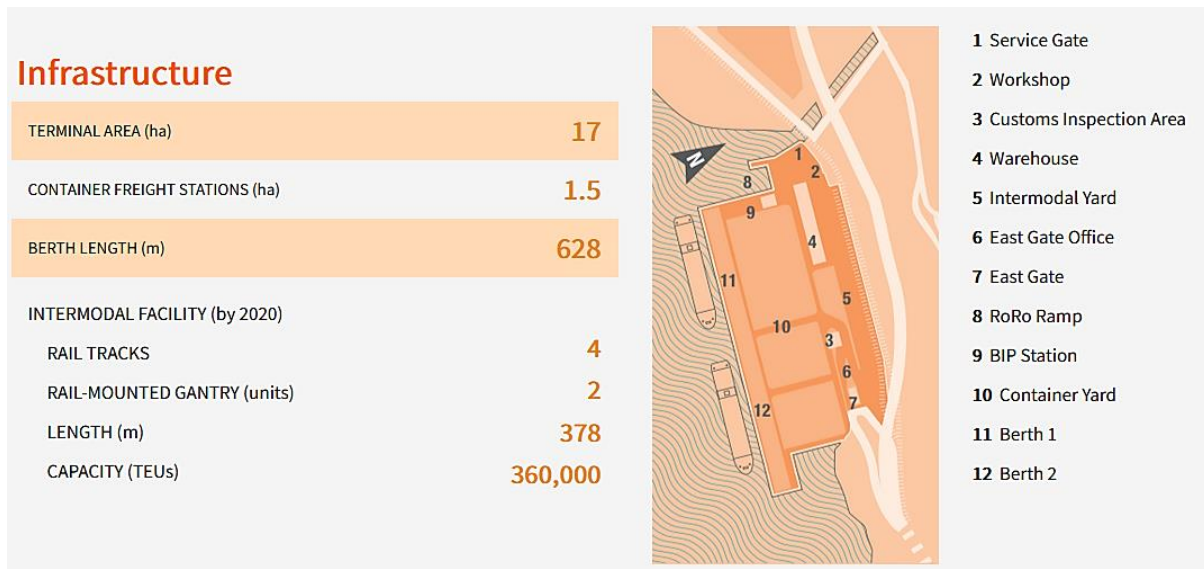 Infrastructure
TERMINAL AREA (ha) 17
CONTAINER FREIGHT STATIONS (ha) 1.5
BERTH LENGTH (m) 628
INTERMODAL FACILITY (by 2020)
RAIL TRACKS 4
RAIL-MOUNTED GANTRY (units) 2
LENGTH (m) 378
CAPACITY (TEUs) 360,000
N
1
2
8
9
4
11
5
10
3
6
7
12
1 Service Gate
2 Workshop
3 Customs Inspection Area
4 Warehouse
5 Intermodal Yard
6 East Gate Office
7 East Gate
8 RoRo Ramp
9 BIP Station
10 Container Yard
11 Berth 1
12 Berth 2